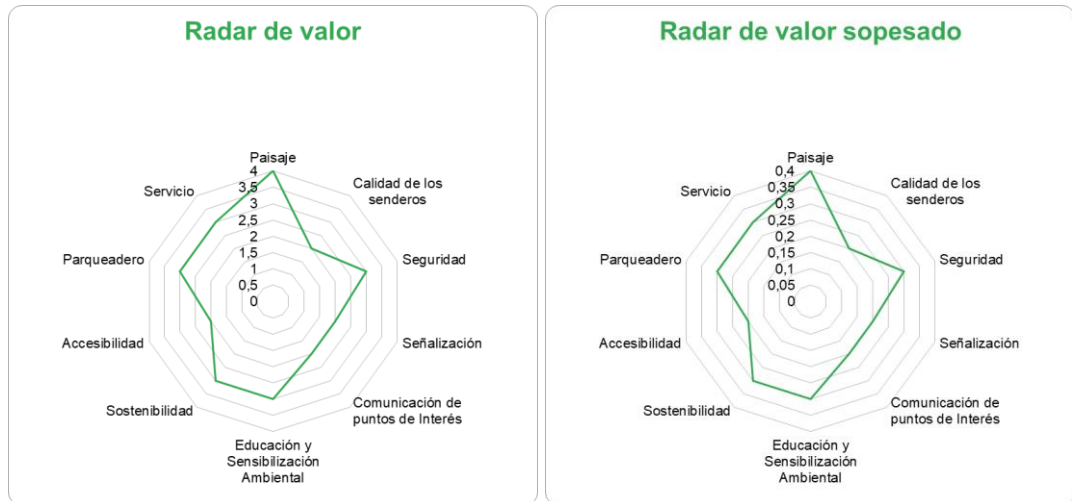 Radar de valor
Paisaje
Calidad de los
senderos
Seguridad
Señalización
Comunicación de
puntos de Interés
Educación y
Sensibilización
Ambiental
Sostenibilidad
Accesibilidad
Parqueadero
Servicio
4
3,5
3
2,5
2
1,5
1
0,5
0
Radar de valor sopesado
Paisaje
Calidad de los
senderos
Seguridad
Señalización
Comunicación de
puntos de Interés
Educación y
Sensibilización
Ambiental
Sostenibilidad
Accesibilidad
Parqueadero
Servicio
0,4
0,35
0,3
0,25
0,2
0,15
0,1
0,05
0